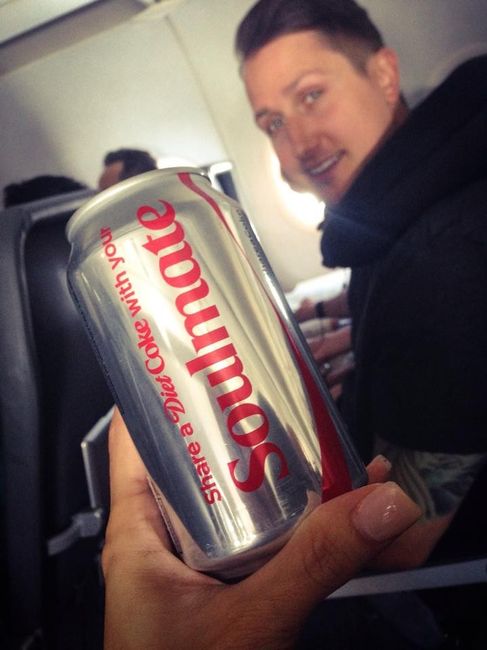 Share a Diet Coke with your
Soulmate